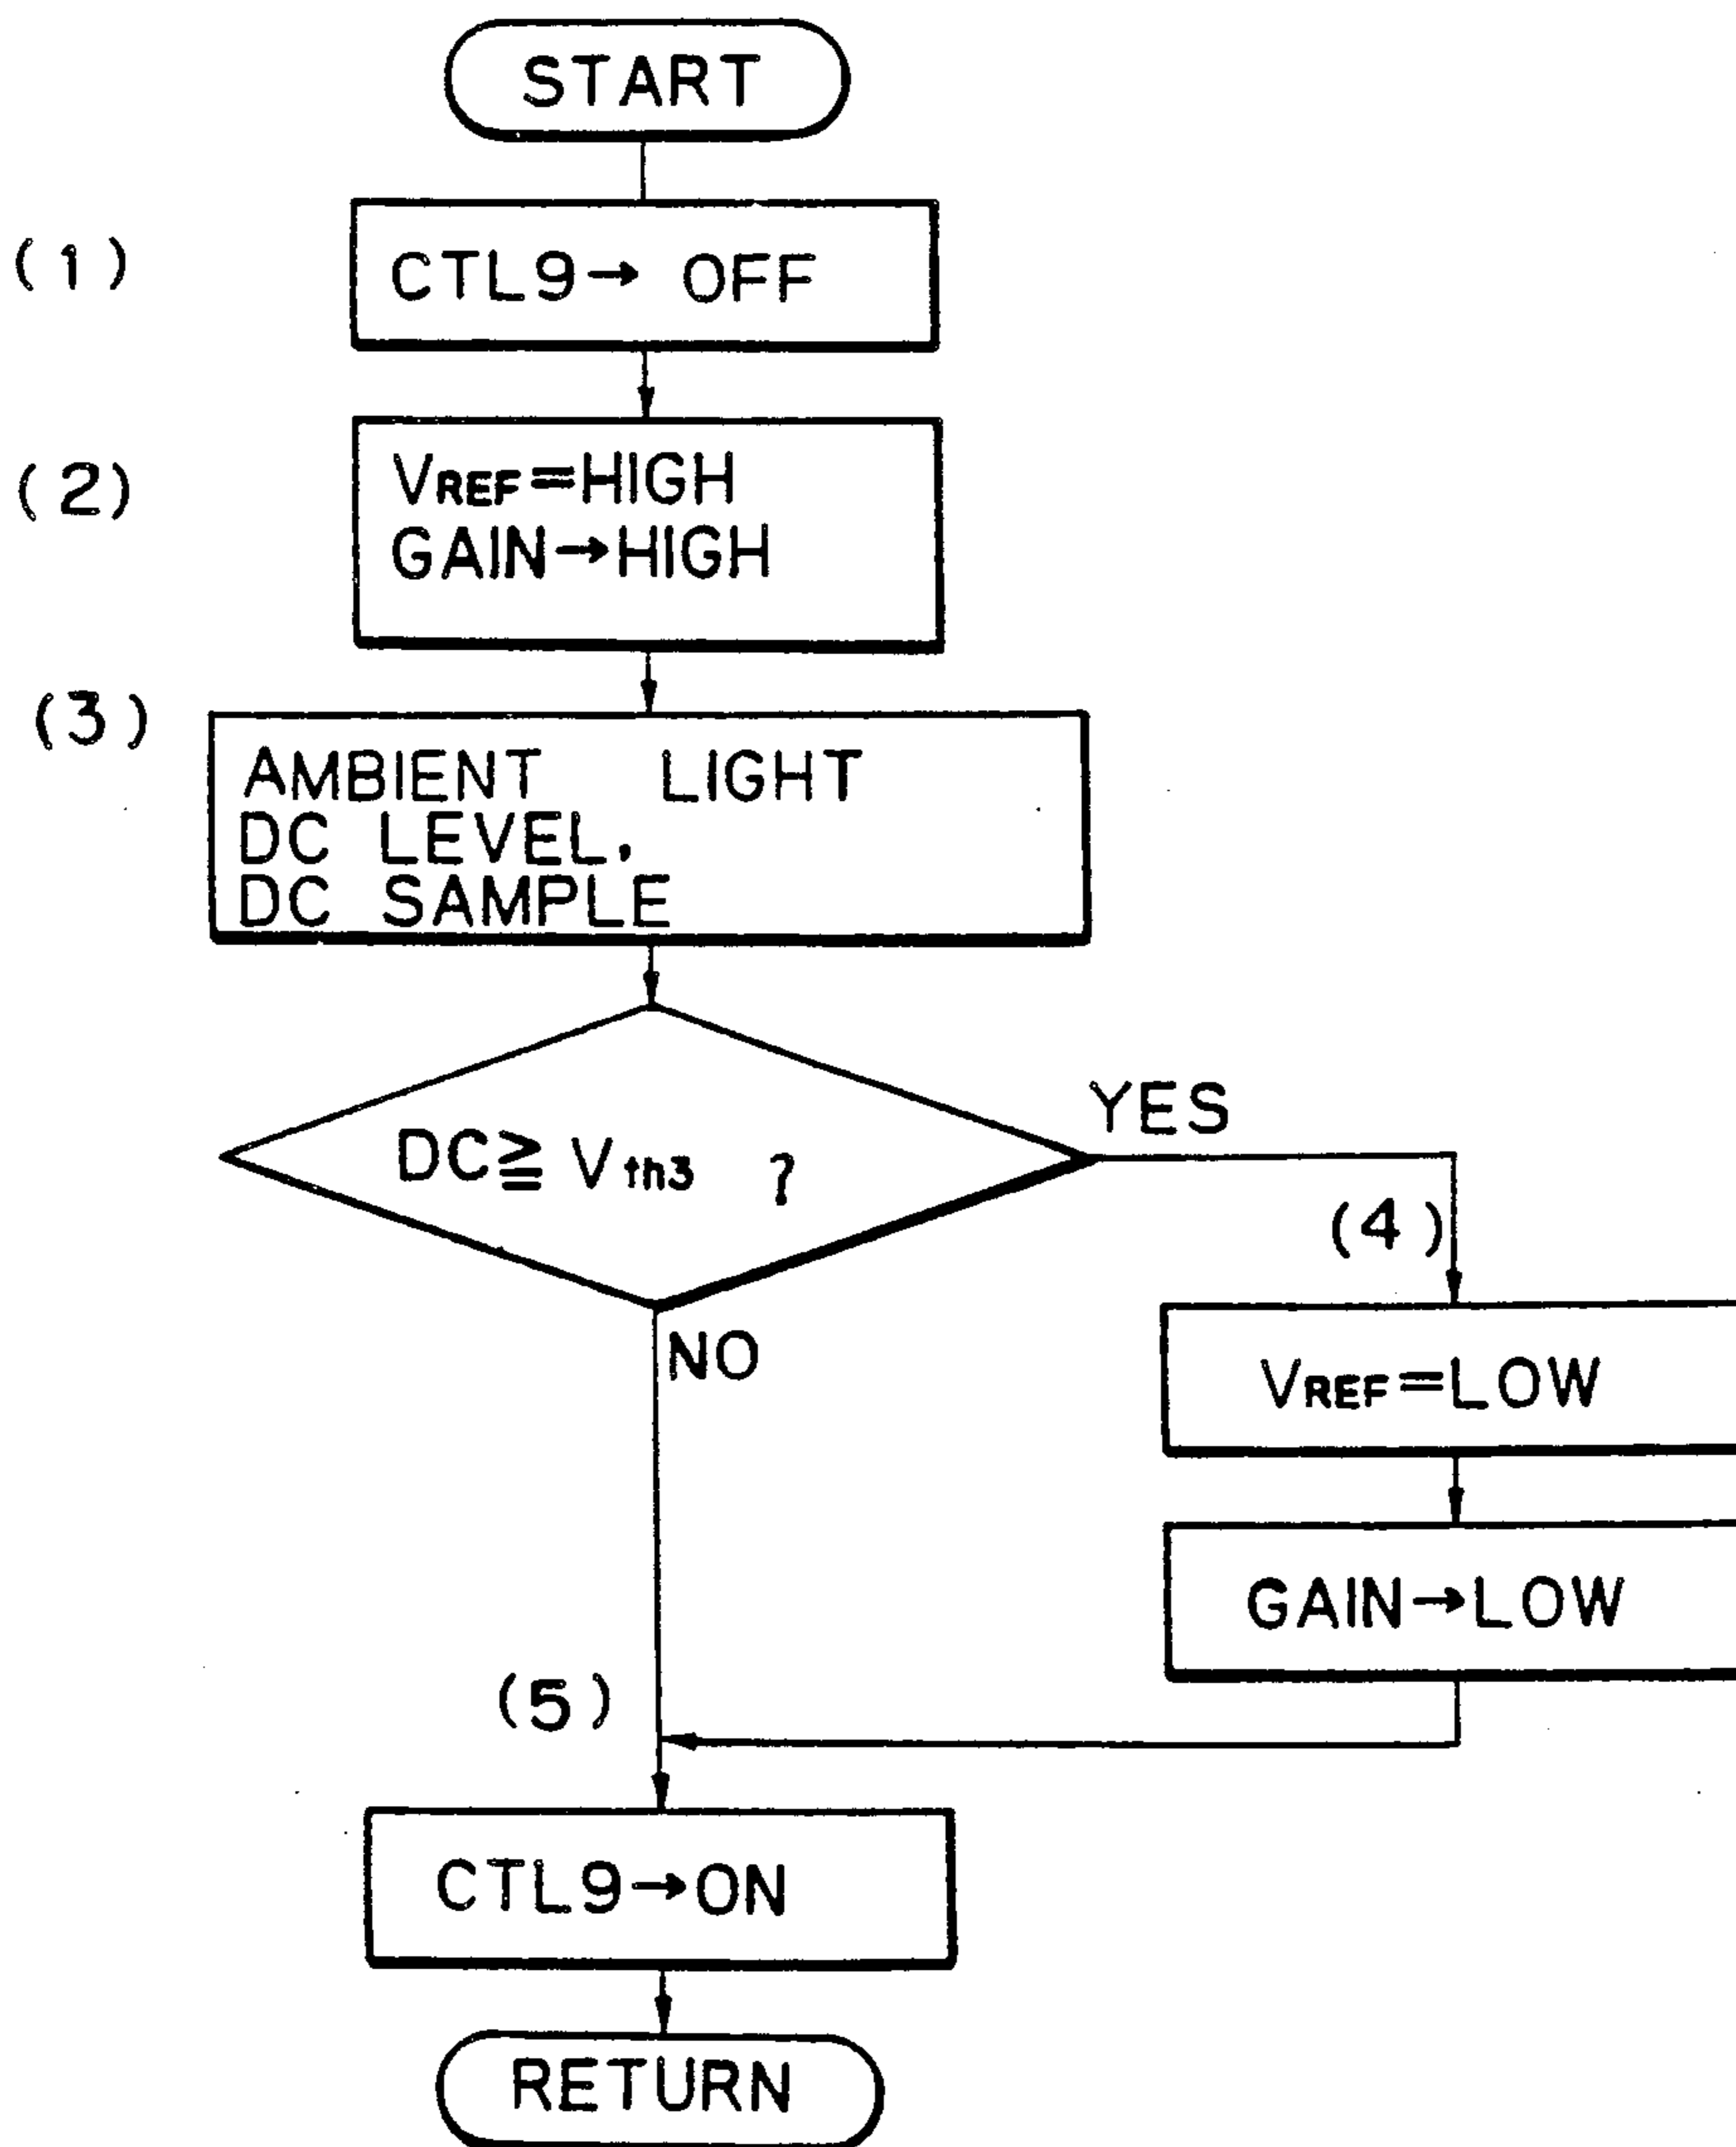 START
(1)
CTL9→ OFF
(2)
VREF=HIGH
GAIN→HIGH
(3)
AMBIENT LIGHT
DC LEVEL,
DC SAMPLE
DC≧ Vth3 ?
YES
(4)
NO
VREF=LOW
GAIN→LOW
(5)
CTL9→ON
RETURN